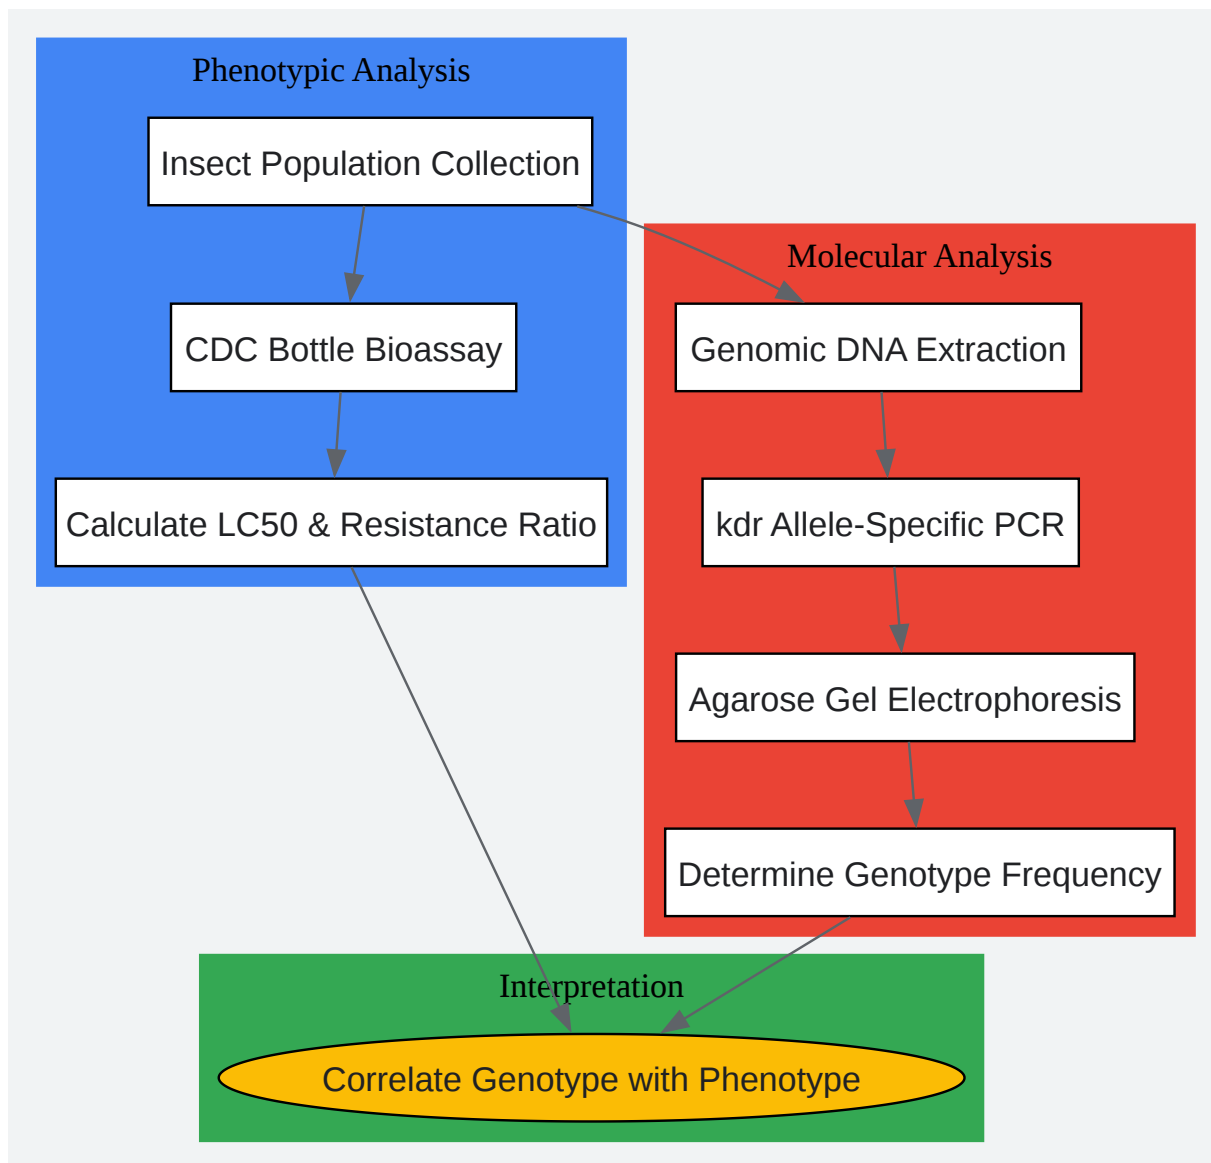 Phenotypic Analysis
Insect Population Collection
CDC Bottle Bioassay
Calculate LC50 & Resistance Ratio
Molecular Analysis
Genomic DNA Extraction
kdr Allele-Specific PCR
Agarose Gel Electrophoresis
Determine Genotype Frequency
Interpretation
Correlate Genotype with Phenotype